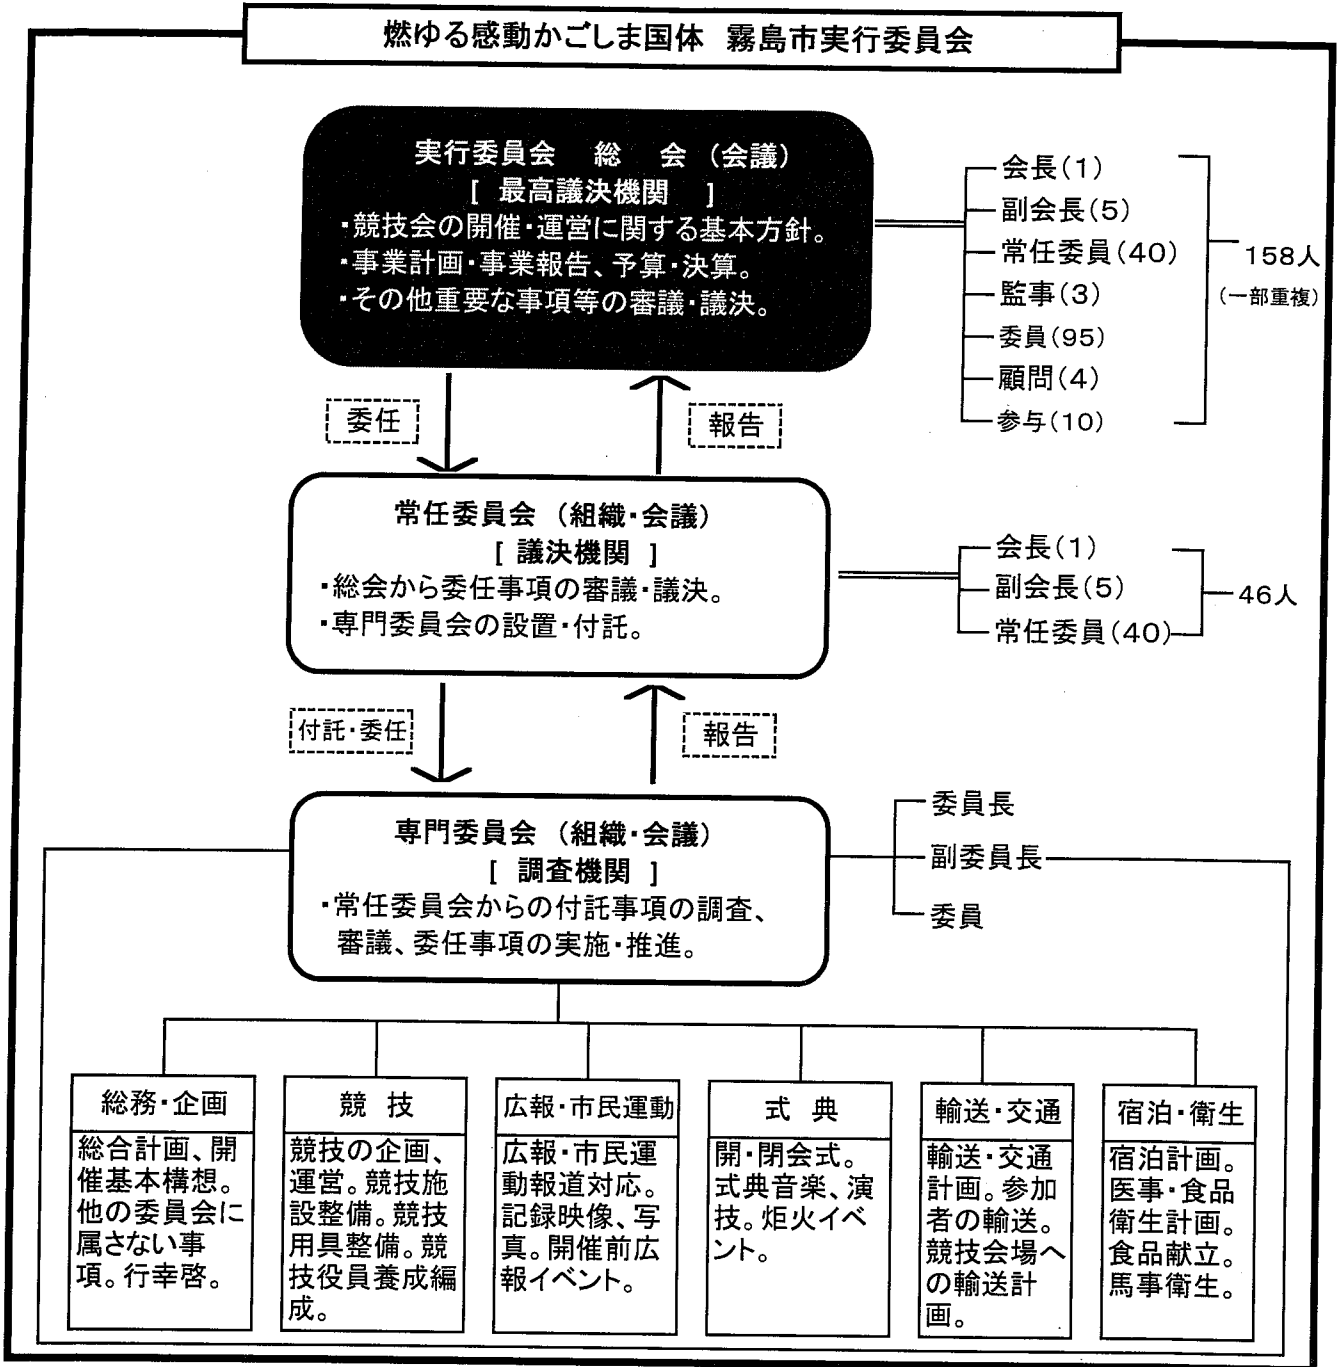 燃ゆる感動かごしま国体 霧島市実行委員会
実行委員会 総 会 (会議)
[ 最高議決機関 ]
・競技会の開催・運営に関する基本方針。
・事業計画・事業報告、予算・決算。
・その他重要な事項等の審議・議決。
会長(1)
副会長(5)
常任委員(40)
監事(3)
委員(95)
顧問(4)
参与(10)
158人
(一部重複)
委任
報告
常任委員会 (組織・会議)
[ 議決機関 ]
・総会から委任事項の審議・議決。
・専門委員会の設置・付託。
会長(1)
副会長(5)
常任委員(40)
46人
付託・委任
報告
専門委員会 (組織・会議)
[ 調査機関 ]
・常任委員会からの付託事項の調査、
審議、委任事項の実施・推進。
委員長
副委員長
委員
総務・企画
総合計画、開
催基本構想。
他の委員会に
属さない事
項。行幸啓。
競 技
競技の企画、
運営。競技施
設整備。競技
用具整備。競
技役員養成編
成。
広報・市民運動
広報・市民運
動報道対応。
記録映像、写
真。開催前広
報イベント。
式 典
開・閉会式。
式典音楽、演
技。炬火イベ
ント。
輸送・交通
輸送・交通
計画。参加
者の輸送。
競技会場へ
の輸送計
画。
宿泊・衛生
宿泊計画。
医事・食品
衛生計画。
食品献立。
馬事衛生。